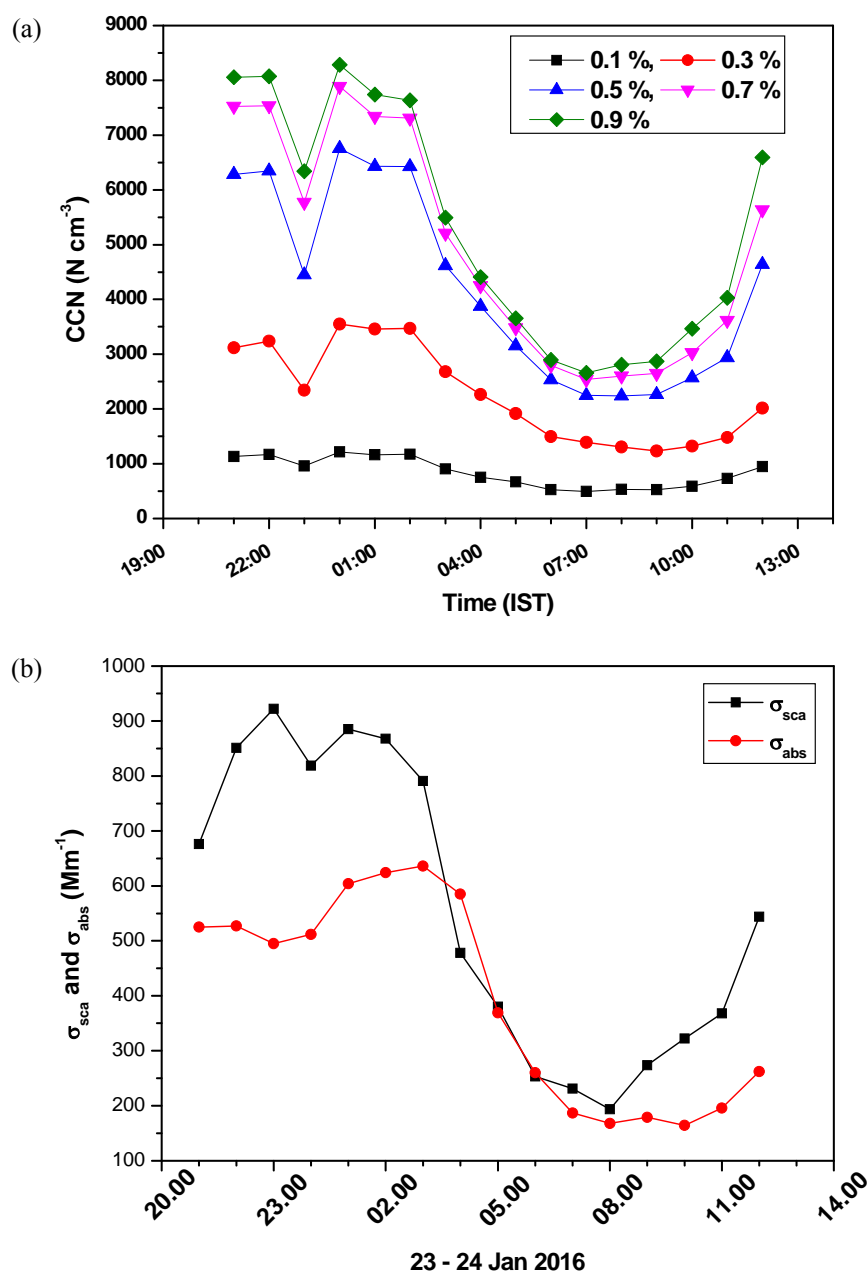 (a)
9000
8000
7000
6000
5000
4000
3000
2000
1000
0
CCN (N cm⁻³)
0.1 %, 0.3 %
0.5 %, 0.7 %
0.9 %
19:00 22:00 01:00 04:00 07:00 10:00 13:00
Time (IST)
(b)
1000
900
800
700
600
500
400
300
200
100
σsca and σabs (Mm⁻¹)
σsca
σabs
20.00 23.00 02.00 05.00 08.00 11.00 14.00
23 - 24 Jan 2016